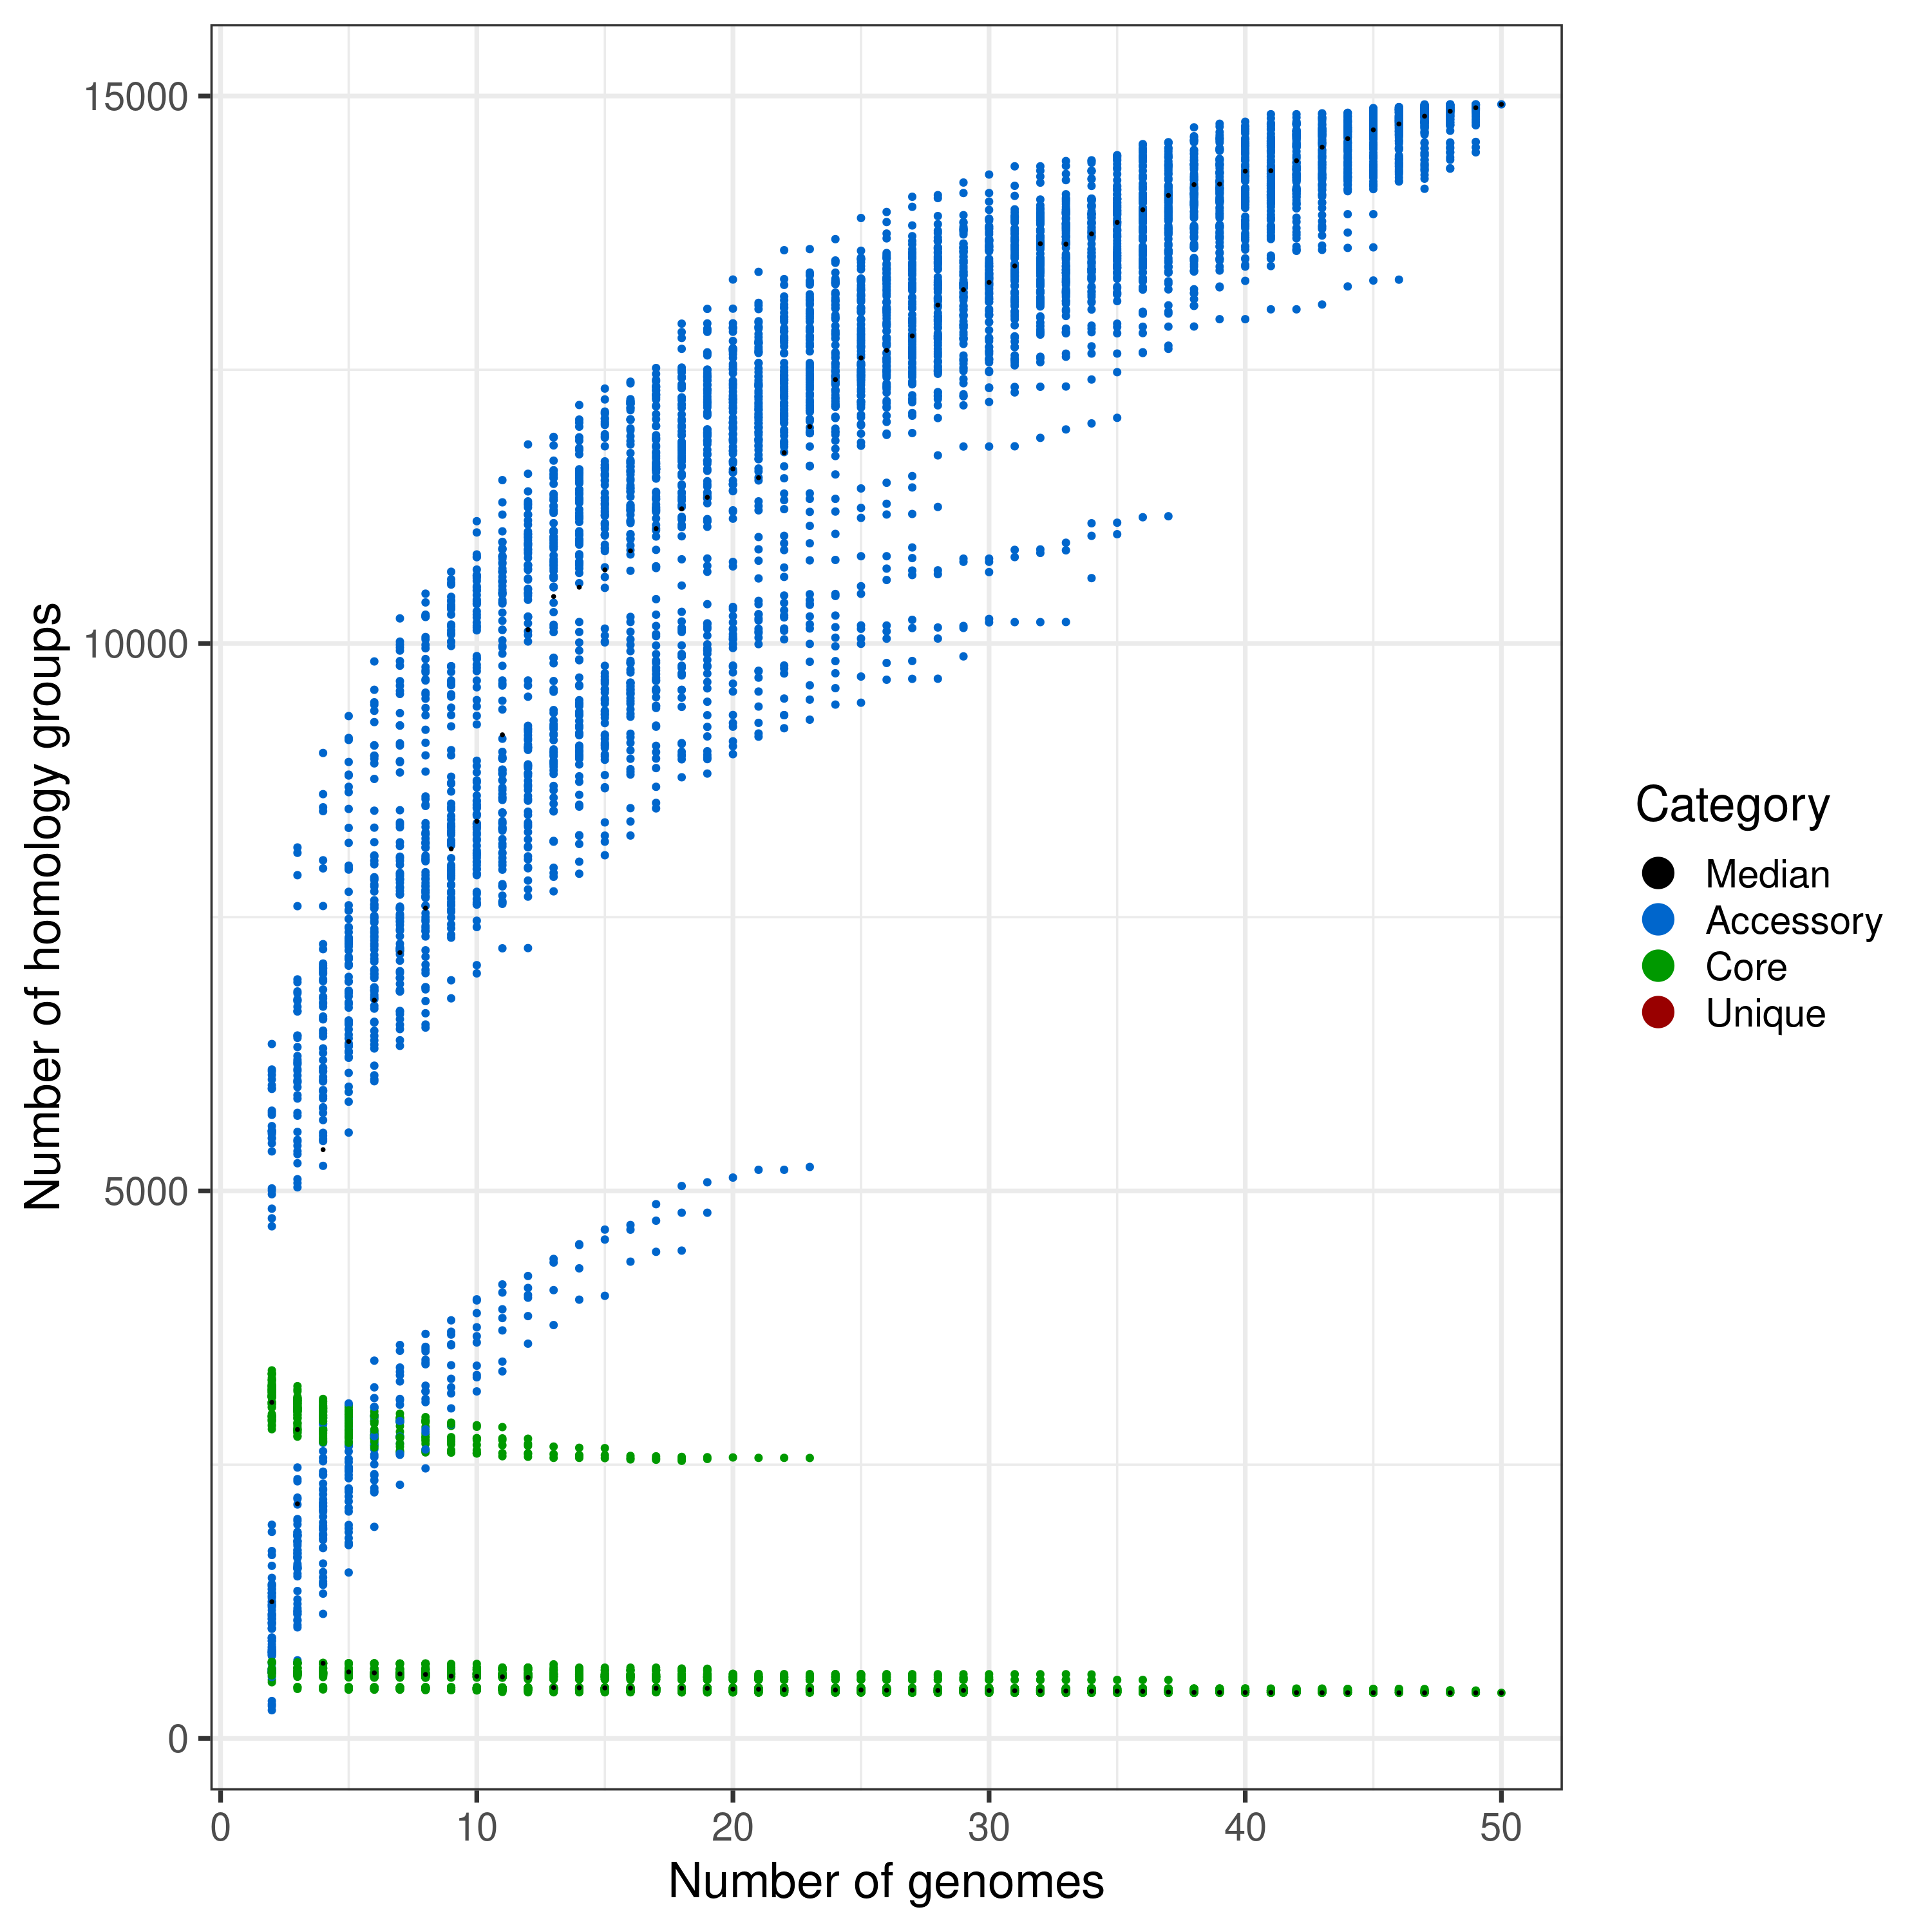 Number of homology groups
15000
10000
5000
0
0 10 20 30 40 50
Number of genomes
Category
Median
Accessory
Core
Unique